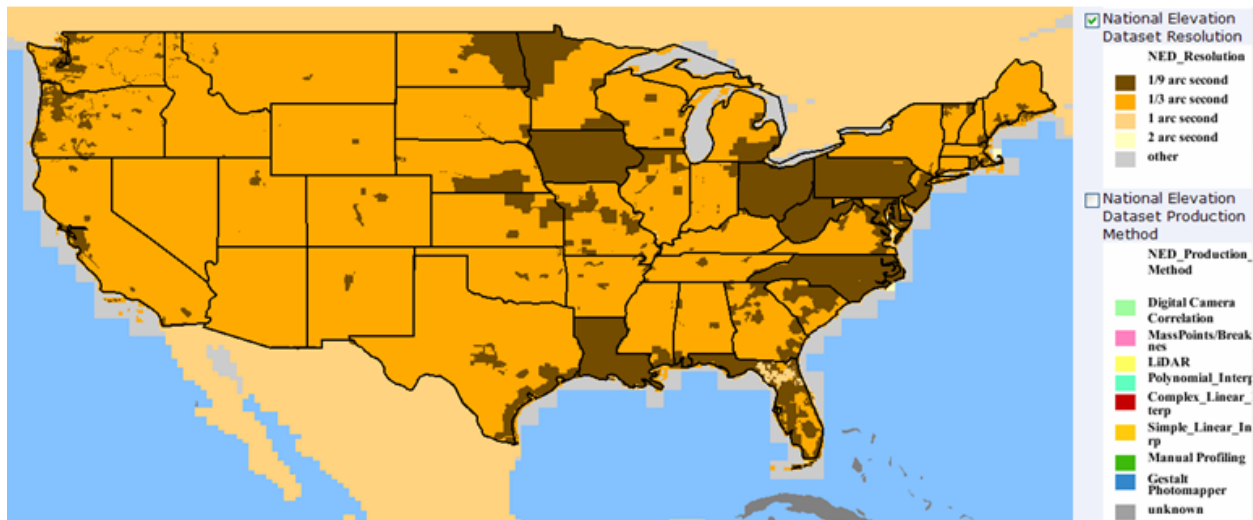 National Elevation
Dataset Resolution
NED_Resolution
1/9 arc second
1/3 arc second
1 arc second
2 arc second
other
National Elevation
Dataset Production
Method
NED_Production_
Method
Digital Camera
Correlation
MassPoints/Break
nes
LiDAR
Polynomial_Interp
Complex_Linear_
terp
Simple_Linear_In
rp
Manual Profiling
Gestalt
Photomapper
unknown